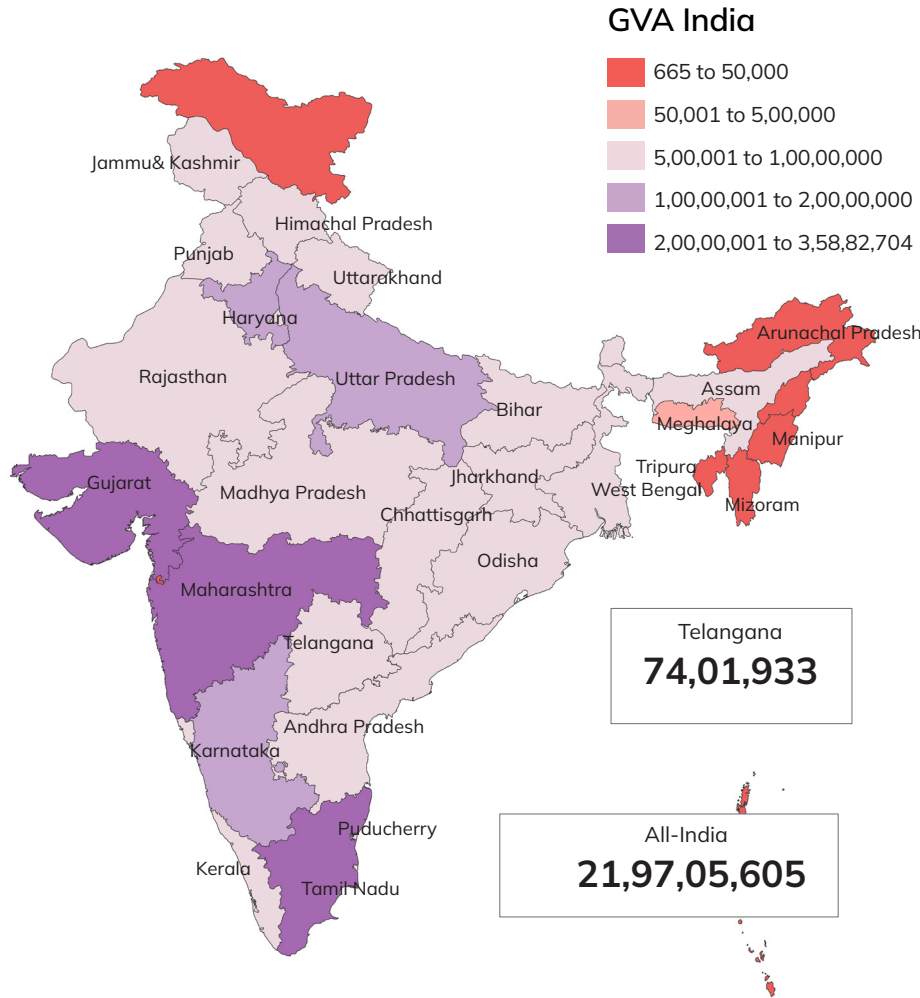 GVA India
665 to 50,000
50,001 to 5,00,000
5,00,001 to 1,00,00,000
1,00,00,001 to 2,00,00,000
2,00,00,001 to 3,58,82,704
Jammu& Kashmir
Himachal Pradesh
Punjab
Uttarakhand
Haryana
Arunachal Pradesh
Rajasthan
Uttar Pradesh
Assam
Bihar
Meghalaya
Manipur
Tripura
Jharkhand
Gujarat
Madhya Pradesh
West Bengal
Mizoram
Chhattisgarh
Odisha
Maharashtra
Telangana
Andhra Pradesh
Karnataka
Puducherry
Kerala
Tamil Nadu
Telangana
74,01,933
All-India
21,97,05,605